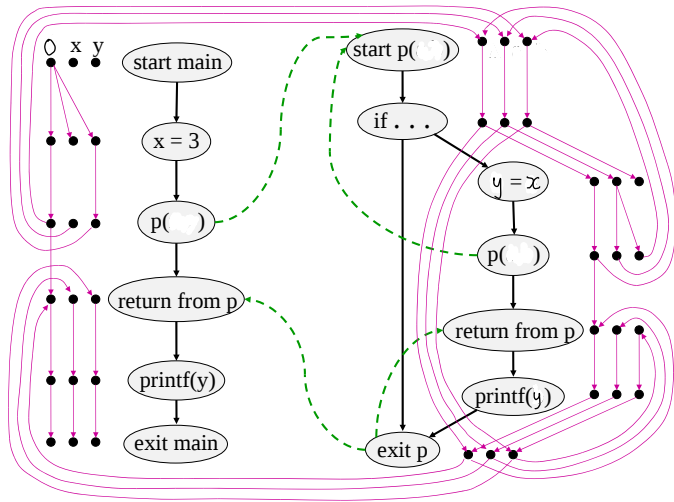 0 x y
start main
x = 3
p( )
return from p
printf(y)
exit main
start p( )
if . . .
y = x
p( )
return from p
printf(y)
exit p